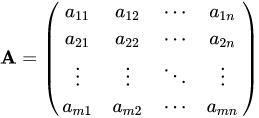 a₁₁ a₁₂ ⋯ a₁ₙ
a₂₁ a₂₂ ⋯ a₂ₙ
A = ⋮ ⋮ ⋱ ⋮
aₘ₁ aₘ₂ ⋯ aₘₙ